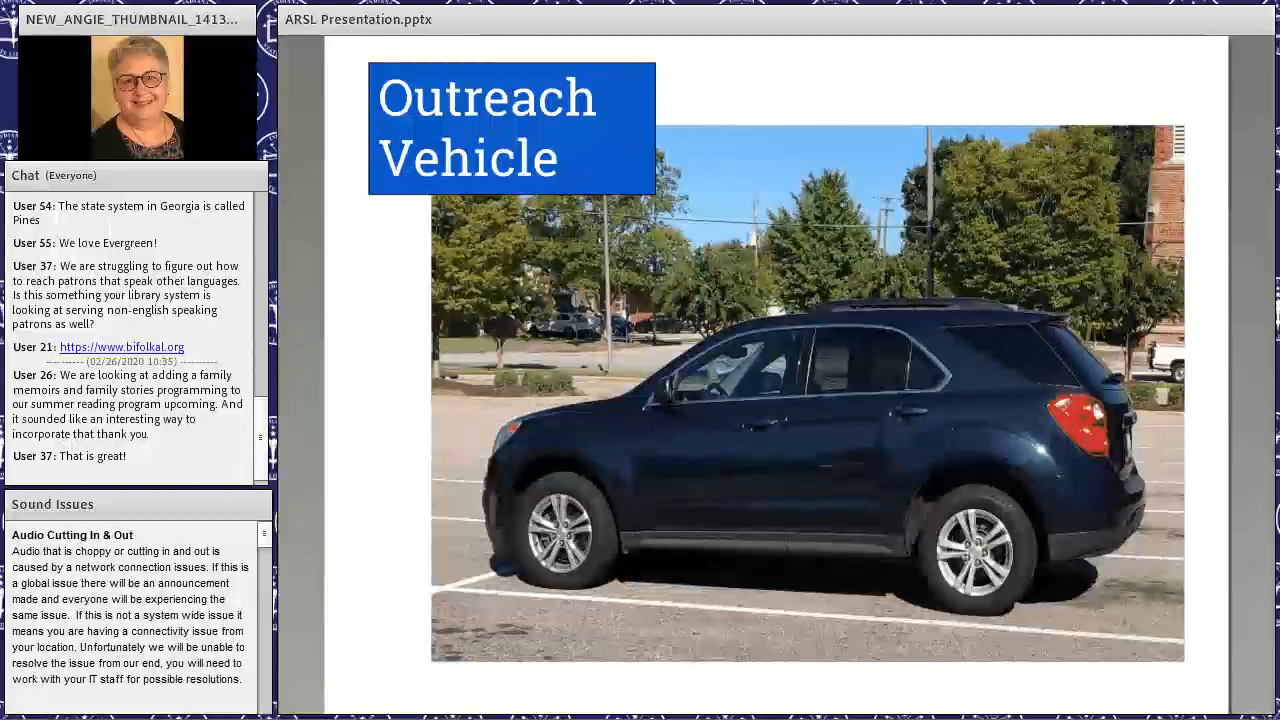 NEW_ANGIE_THUMBNAIL_1413...
ARSL Presentation.pptx
Outreach
Vehicle
Chat (Everyone)
User 54: The state system in Georgia is called
Pines
User 55: We love Evergreen!
User 37: We are struggling to figure out how
to reach patrons that speak other languages.
Is this something your library system is
looking at serving non-english speaking
patrons as well?
User 21: https://www.bifolkal.org
---------- (02/26/2020 10:35) ----------
User 26: We are looking at adding a family
memoirs and family stories programming to
our summer reading program upcoming. And
it sounded like an interesting way to
incorporate that thank you.
User 37: That is great!
Sound Issues
Audio Cutting In & Out
Audio that is choppy or cutting in and out is
caused by a network connection issues. If this is
a global issue there will be an announcement
made and everyone will be experiencing the
same issue.  If this is not a system wide issue it
means you are having a connectivity issue from
your location. Unfortunately we will be unable to
resolve the issue from our end, you will need to
work with your IT staff for possible resolutions.